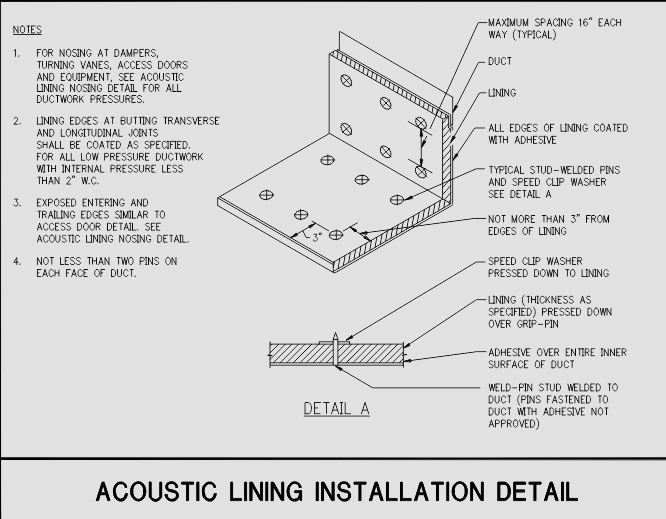 NOTES
1. FOR NOSING AT DAMPERS,
TURNING VANES, ACCESS DOORS
AND EQUIPMENT, SEE ACOUSTIC
LINING NOSING DETAIL FOR ALL
DUCTWORK PRESSURES.
2. LINING EDGES AT BUTTING TRANSVERSE
AND LONGITUDINAL JOINTS
SHALL BE COATED AS SPECIFIED.
FOR ALL LOW PRESSURE DUCTWORK
WITH INTERNAL PRESSURE LESS
THAN 2" W.C.
3. EXPOSED ENTERING AND
TRAILING EDGES SIMILAR TO
ACCESS DOOR DETAIL. SEE
ACOUSTIC LINING NOSING DETAIL.
4. NOT LESS THAN TWO PINS ON
EACH FACE OF DUCT.
MAXIMUM SPACING 16" EACH
WAY (TYPICAL)
DUCT
LINING
ALL EDGES OF LINING COATED
WITH ADHESIVE
TYPICAL STUD-WELDED PINS
AND SPEED CLIP WASHER
SEE DETAIL A
NOT MORE THAN 3" FROM
EDGES OF LINING
3"
SPEED CLIP WASHER
PRESSED DOWN TO LINING
LINING (THICKNESS AS
SPECIFIED) PRESSED DOWN
OVER GRIP-PIN
ADHESIVE OVER ENTIRE INNER
SURFACE OF DUCT
WELD-PIN STUD WELDED TO
DUCT (PINS FASTENED TO
DUCT WITH ADHESIVE NOT
APPROVED)
DETAIL A
ACOUSTIC LINING INSTALLATION DETAIL